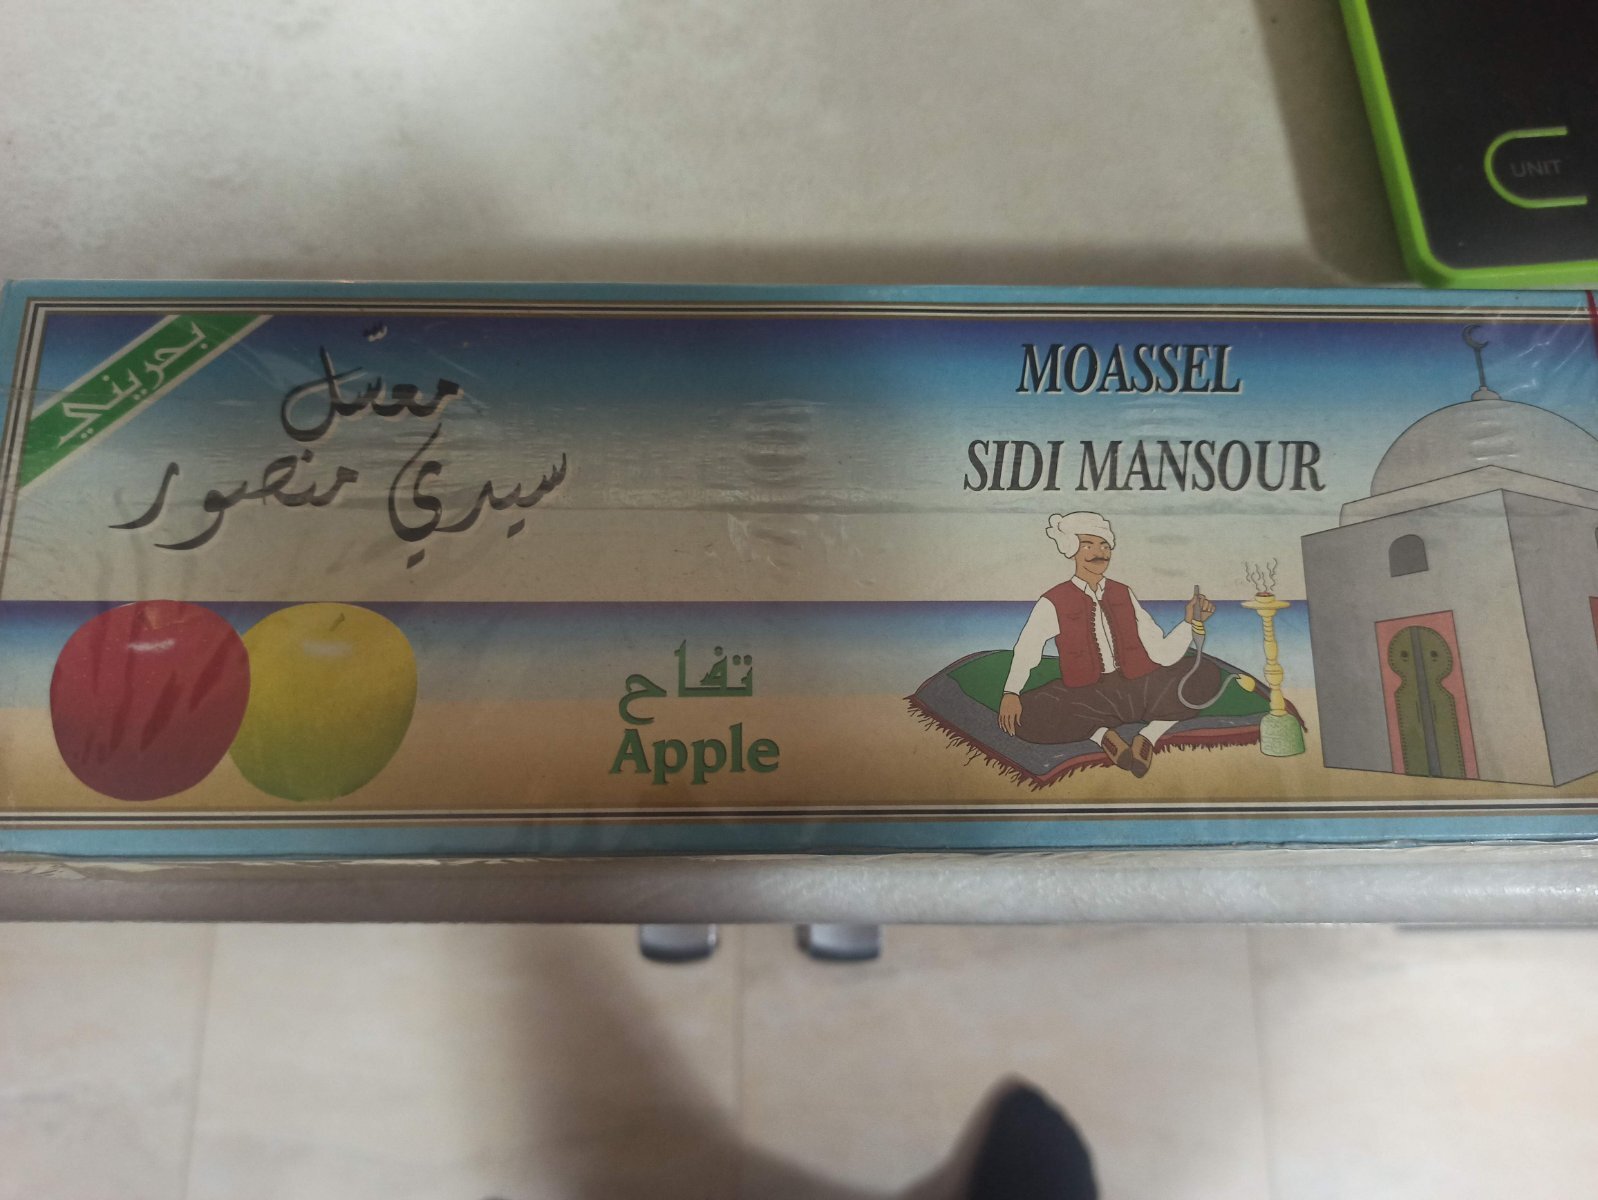 UNIT
بحريني
معسّل
سيدي منصور
MOASSEL
SIDI MANSOUR
تفاح
Apple